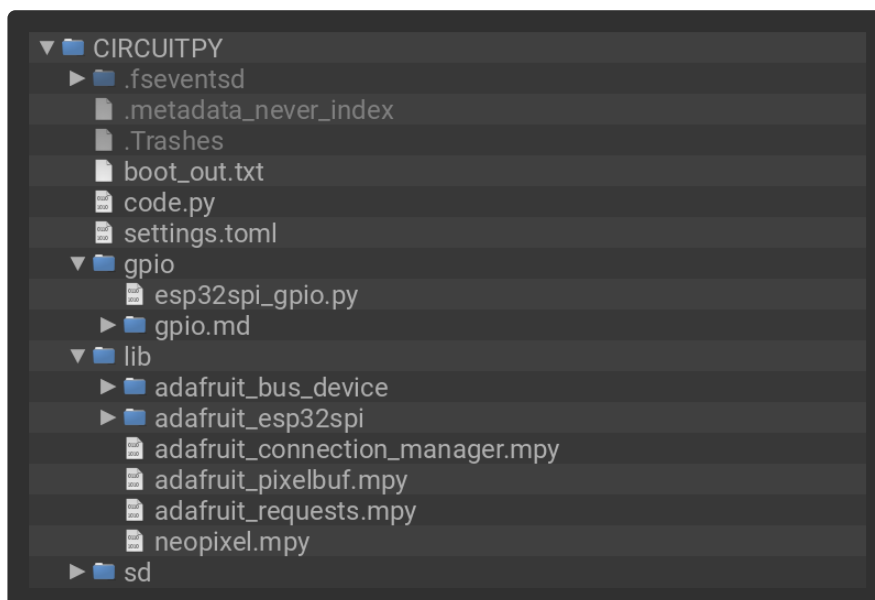 CIRCUITPY
.fseventsd
.metadata_never_index
.Trashes
boot_out.txt
code.py
settings.toml
gpio
esp32spi_gpio.py
gpio.md
lib
adafruit_bus_device
adafruit_esp32spi
adafruit_connection_manager.mpy
adafruit_pixelbuf.mpy
adafruit_requests.mpy
neopixel.mpy
sd